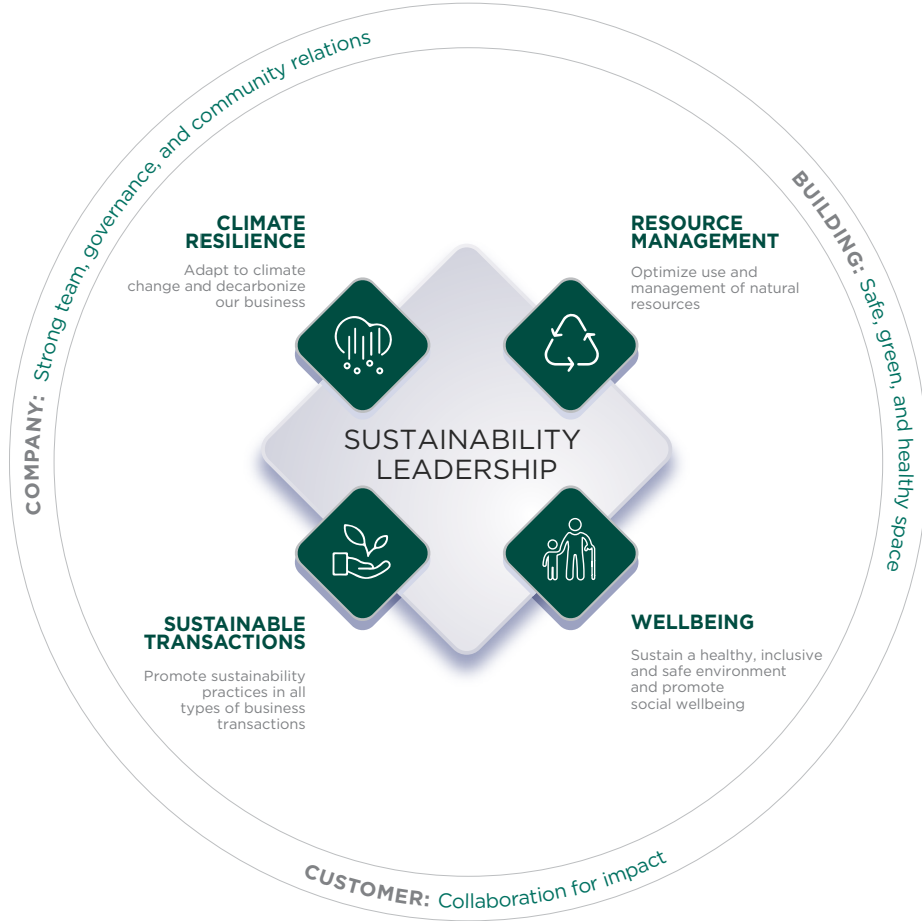 COMPANY: Strong team, governance, and community relations
BUILDING: Safe, green, and healthy space
CLIMATE
RESILIENCE
Adapt to climate
change and decarbonize
our business
RESOURCE
MANAGEMENT
Optimize use and
management of natural
resources
SUSTAINABILITY
LEADERSHIP
SUSTAINABLE
TRANSACTIONS
Promote sustainability
practices in all
types of business
transactions
WELLBEING
Sustain a healthy, inclusive
and safe environment
and promote
social wellbeing
CUSTOMER: Collaboration for impact